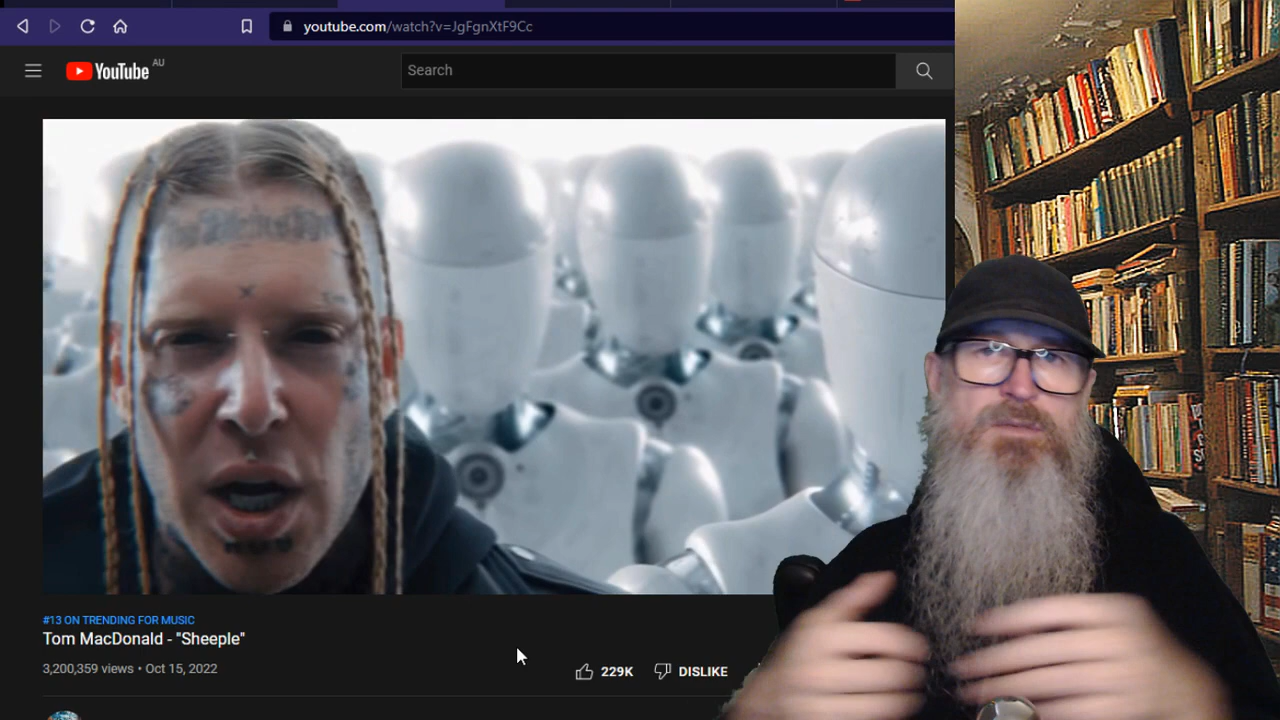 youtube.com/watch?v=JgFgnXtF9Cc
YouTube AU
Search
#13 ON TRENDING FOR MUSIC
Tom MacDonald - "Sheeple"
3,200,359 views • Oct 15, 2022
229K
DISLIKE